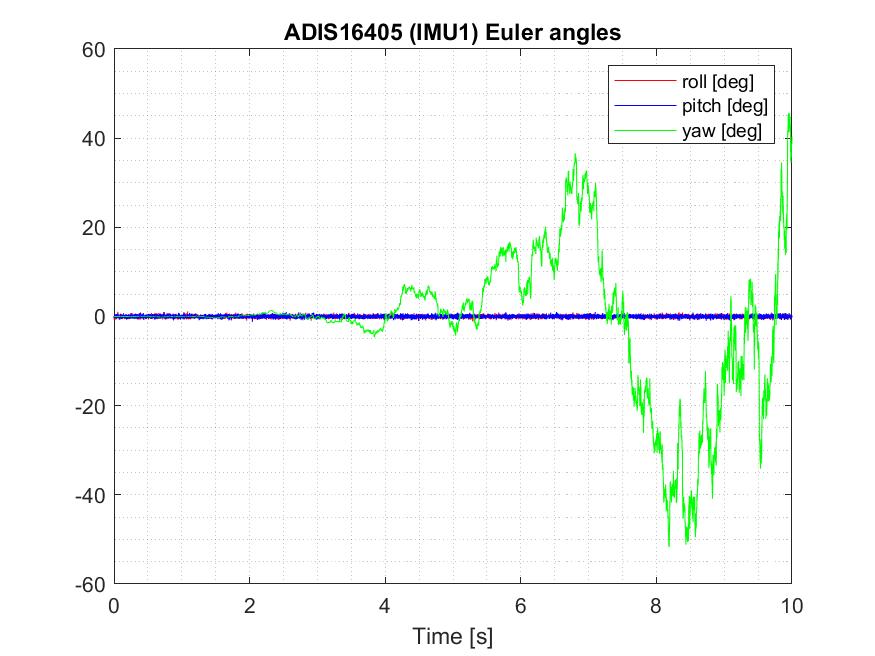 ADIS16405 (IMU1) Euler angles
60
40
20
0
-20
-40
-60
roll [deg]
pitch [deg]
yaw [deg]
0 2 4 6 8 10
Time [s]